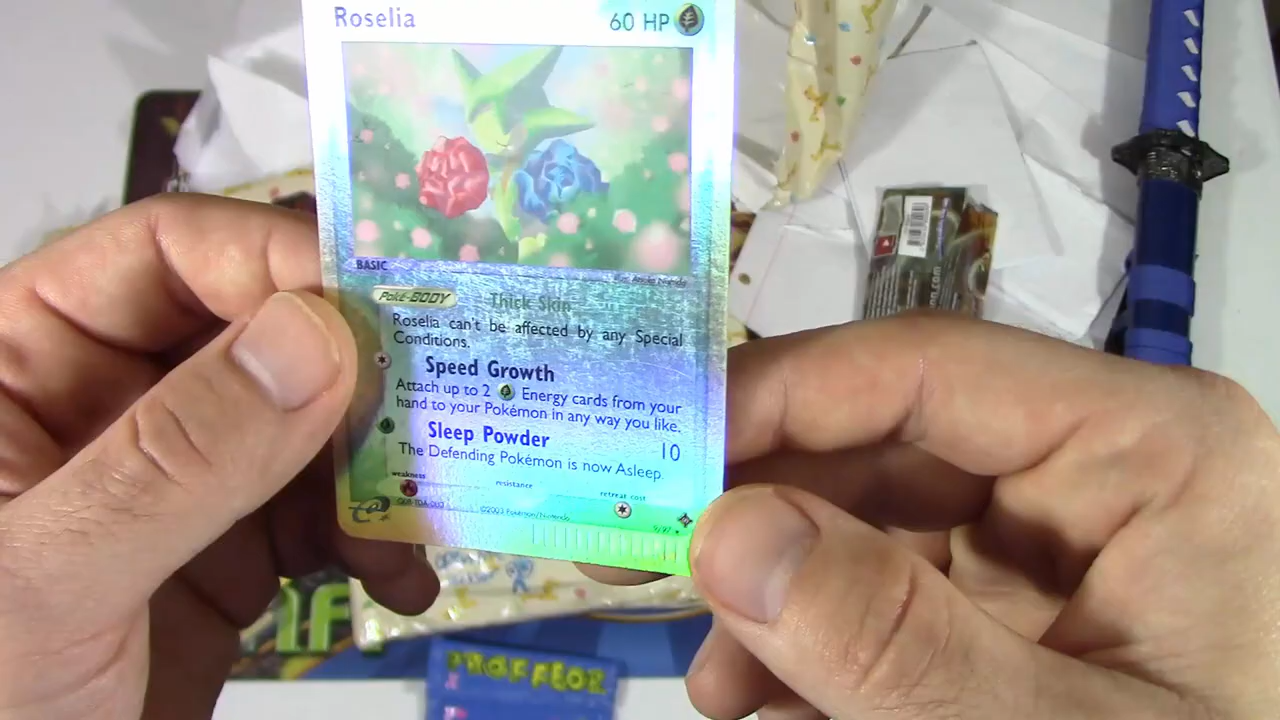 Roselia 60 HP
BASIC
Poké-BODY Thick Skin
Roselia can't be affected by any Special
Conditions.
Speed Growth
Attach up to 2 Energy cards from your
hand to your Pokémon in any way you like.
Sleep Powder 10
The Defending Pokémon is now Asleep.
weakness resistance retreat cost
©2003 Pokémon/Nintendo 9/97